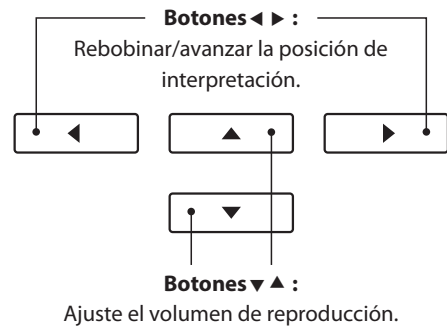 Botones ◀ ▶ :
Rebobinar/avanzar la posición de
interpretación.
◀ ▲ ▶
▼
Botones ▼ ▲ :
Ajuste el volumen de reproducción.